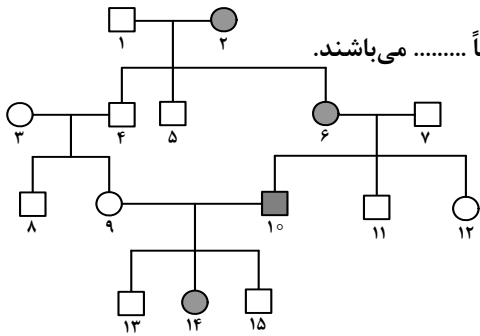 ۱ ۲
اً ......... می‌باشند.
۳ ۴ ۵ ۶ ۷
۸ ۹ ۱۰ ۱۱ ۱۲
۱۳ ۱۴ ۱۵